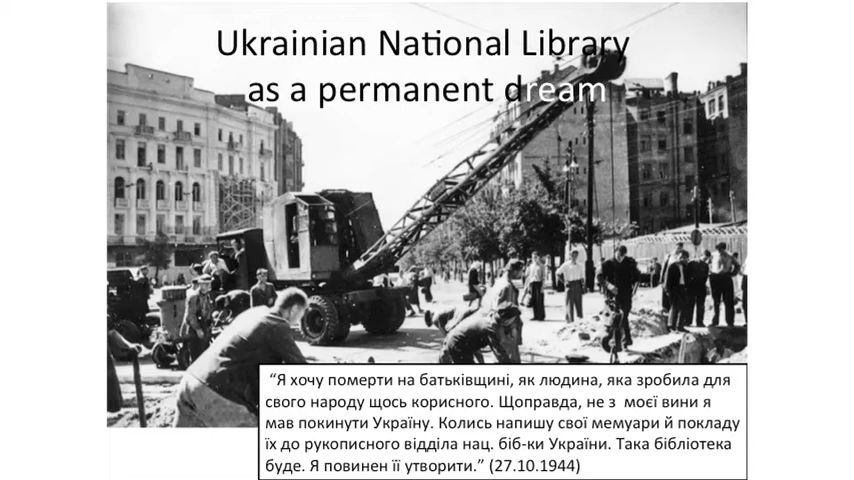 Ukrainian National Library
as a permanent dream
“Я хочу померти на батьківщині, як людина, яка зробила для
свого народу щось корисного. Щоправда, не з моєї вини я
мав покинути Україну. Колись напишу свої мемуари й покладу
їх до рукописного відділа нац. біб-ки України. Така бібліотека
буде. Я повинен її утворити.” (27.10.1944)